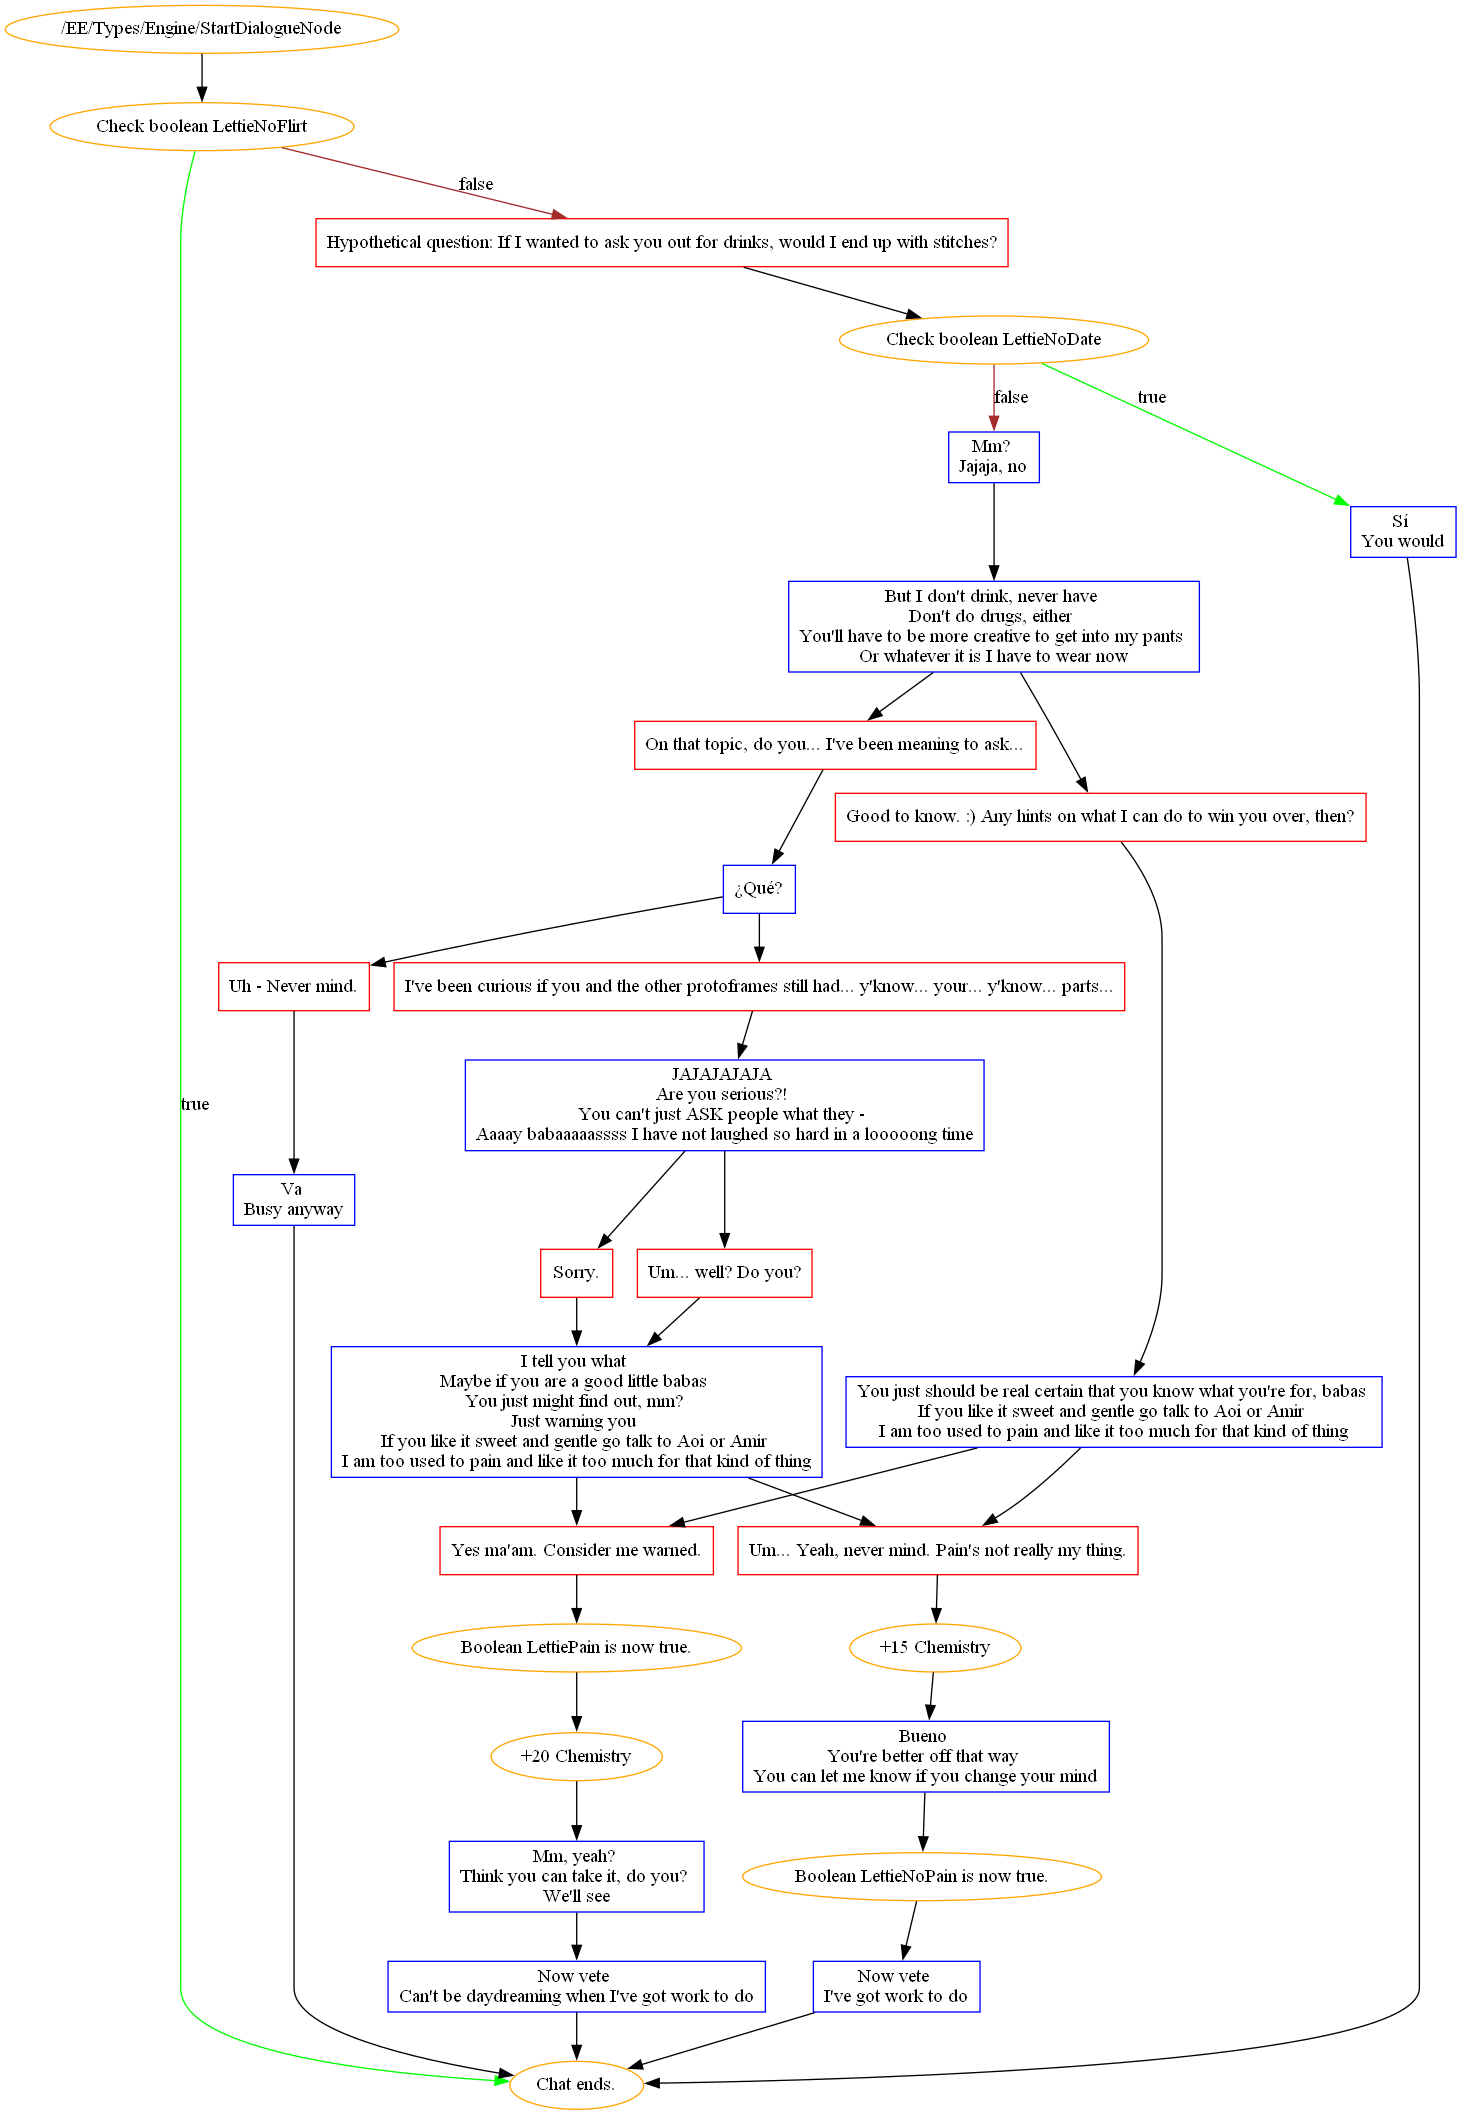 /EE/Types/Engine/StartDialogueNode
Check boolean LettieNoFlirt
false
Hypothetical question: If I wanted to ask you out for drinks, would I end up with stitches?
Check boolean LettieNoDate
false
true
Mm?
Jajaja, no
Sí
You would
But I don't drink, never have
Don't do drugs, either
You'll have to be more creative to get into my pants
Or whatever it is I have to wear now
On that topic, do you... I've been meaning to ask...
Good to know. :) Any hints on what I can do to win you over, then?
¿Qué?
Uh - Never mind.
I've been curious if you and the other protoframes still had... y'know... your... y'know... parts...
JAJAJAJAJA
Are you serious?!
You can't just ASK people what they -
Aaaay babaaaaassss I have not laughed so hard in a looooong time
true
Va
Busy anyway
Sorry.
Um... well? Do you?
I tell you what
Maybe if you are a good little babas
You just might find out, mm?
Just warning you
If you like it sweet and gentle go talk to Aoi or Amir
I am too used to pain and like it too much for that kind of thing
You just should be real certain that you know what you're for, babas
If you like it sweet and gentle go talk to Aoi or Amir
I am too used to pain and like it too much for that kind of thing
Yes ma'am. Consider me warned.
Um... Yeah, never mind. Pain's not really my thing.
Boolean LettiePain is now true.
+15 Chemistry
+20 Chemistry
Bueno
You're better off that way
You can let me know if you change your mind
Mm, yeah?
Think you can take it, do you?
We'll see
Boolean LettieNoPain is now true.
Now vete
Can't be daydreaming when I've got work to do
Now vete
I've got work to do
Chat ends.